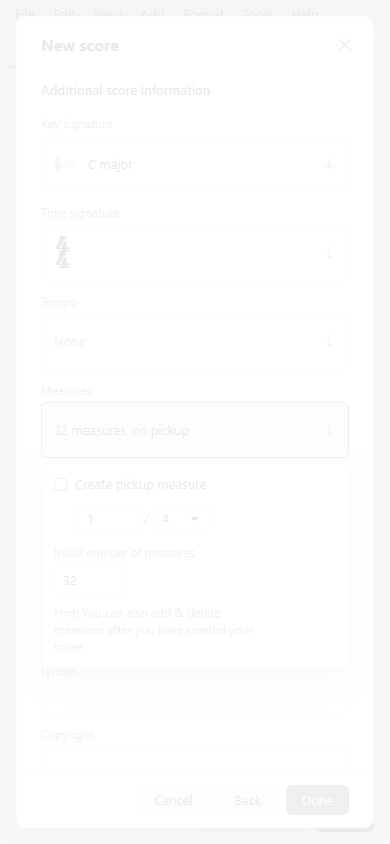 File Edit View Add Format Tools Help
New score
Additional score information
Key signature
C major
Time signature
4
4
Tempo
None
Measures
32 measures, no pickup
Create pickup measure
1 / 4
Initial number of measures
32
Hint: You can also add & delete
measures after you have created your
score
Lyricist
Copyright
Cancel Back Done